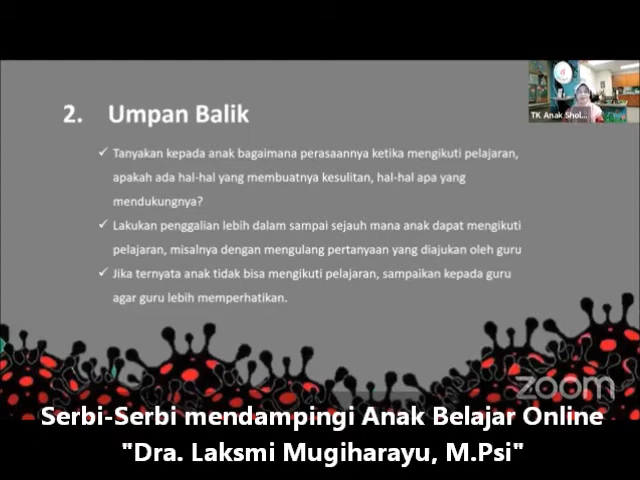 TK Anak Shol...
2. Umpan Balik
✓ Tanyakan kepada anak bagaimana perasaannya ketika mengikuti pelajaran,
apakah ada hal-hal yang membuatnya kesulitan, hal-hal apa yang
mendukungnya?
✓ Lakukan penggalian lebih dalam sampai sejauh mana anak dapat mengikuti
pelajaran, misalnya dengan mengulang pertanyaan yang diajukan oleh guru
✓ Jika ternyata anak tidak bisa mengikuti pelajaran, sampaikan kepada guru
agar guru lebih memperhatikan.
zoom
Serbi-Serbi mendampingi Anak Belajar Online
"Dra. Laksmi Mugiharayu, M.Psi"